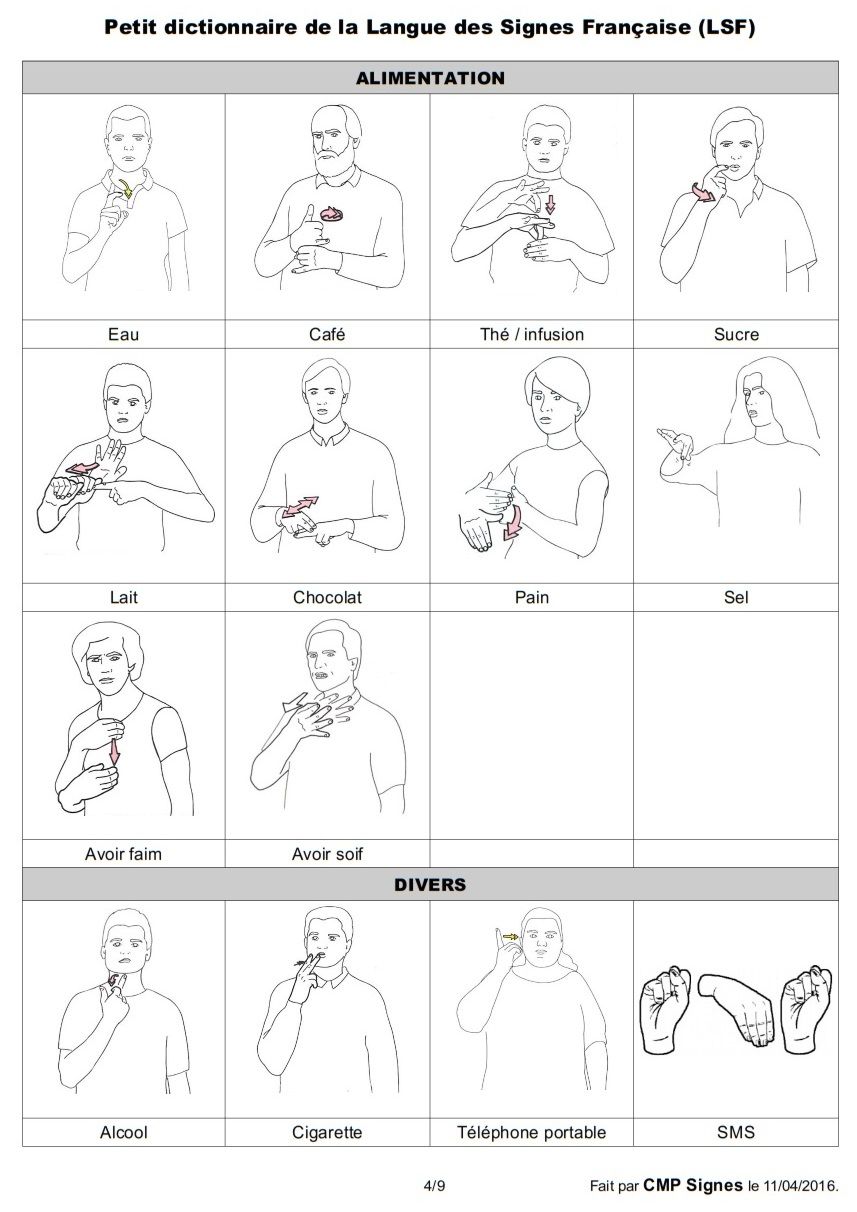 Petit dictionnaire de la Langue des Signes Française (LSF)
ALIMENTATION
Eau
Café
Thé / infusion
Sucre
Lait
Chocolat
Pain
Sel
Avoir faim
Avoir soif
DIVERS
Alcool
Cigarette
Téléphone portable
SMS
4/9
Fait par CMP Signes le 11/04/2016.